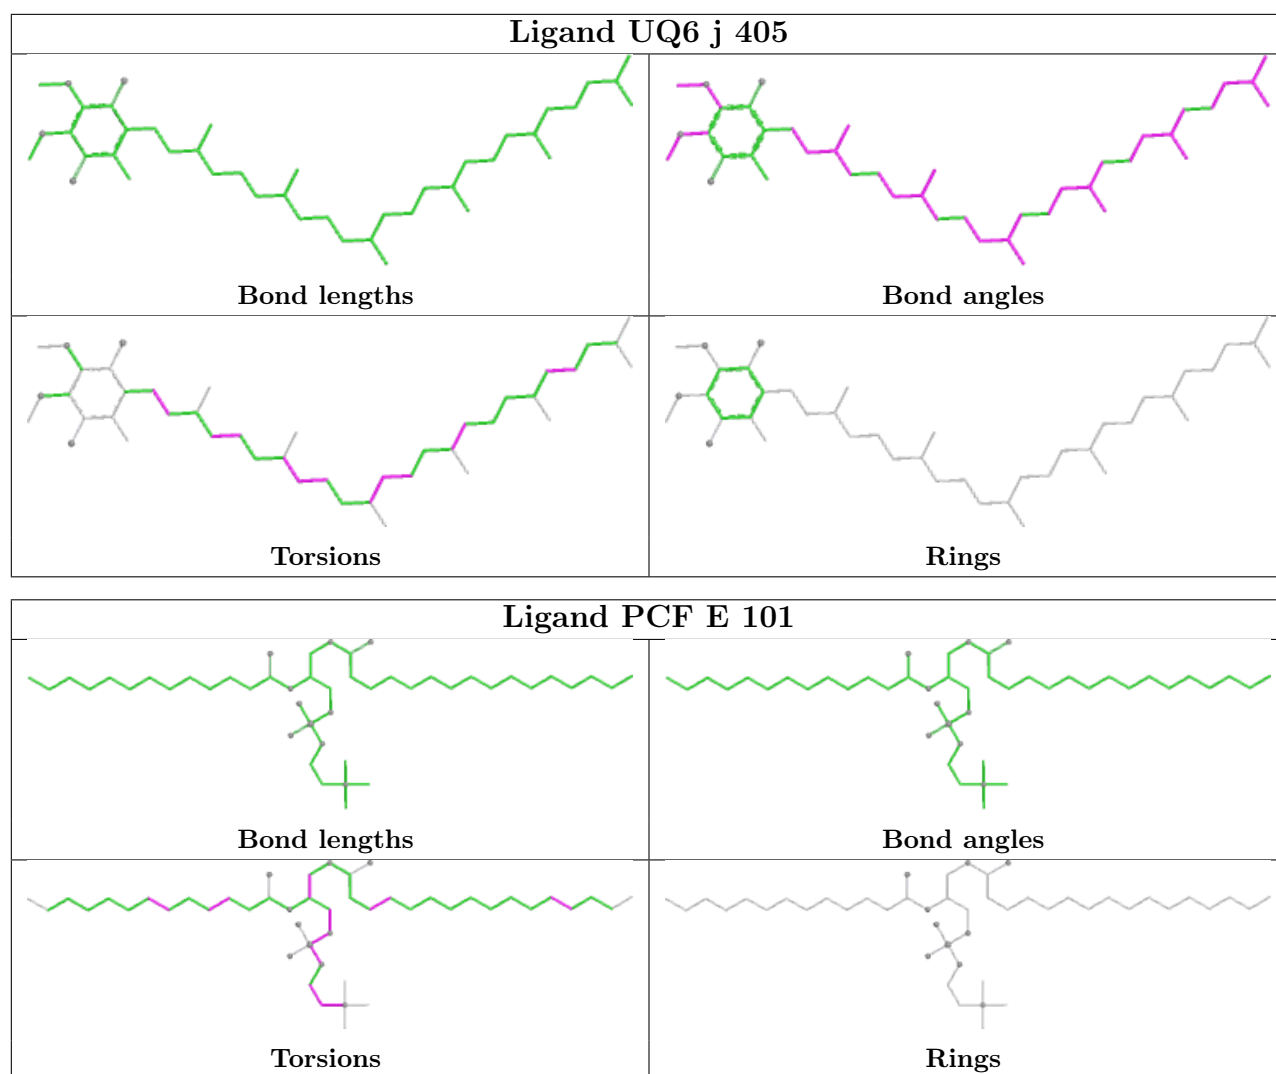 Ligand UQ6 j 405
Bond lengths
Bond angles
Torsions
Rings
Ligand PCF E 101
Bond lengths
Bond angles
Torsions
Rings